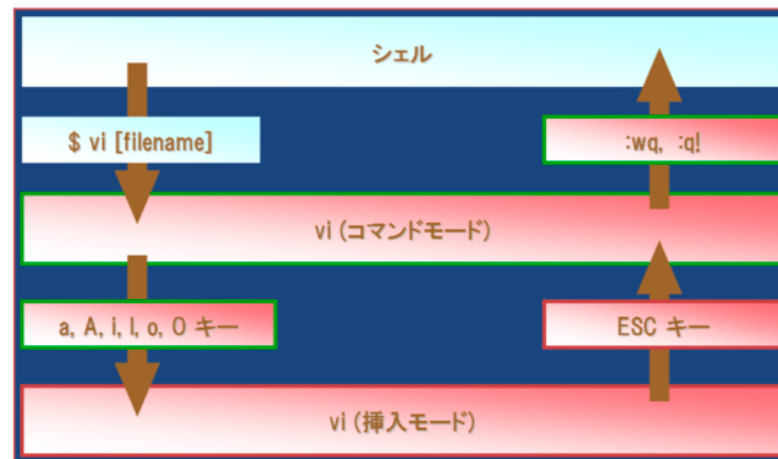 シェル
$ vi [filename]
:wq, :q!
vi (コマンドモード)
a, A, i, I, o, O キー
ESC キー
vi (挿入モード)